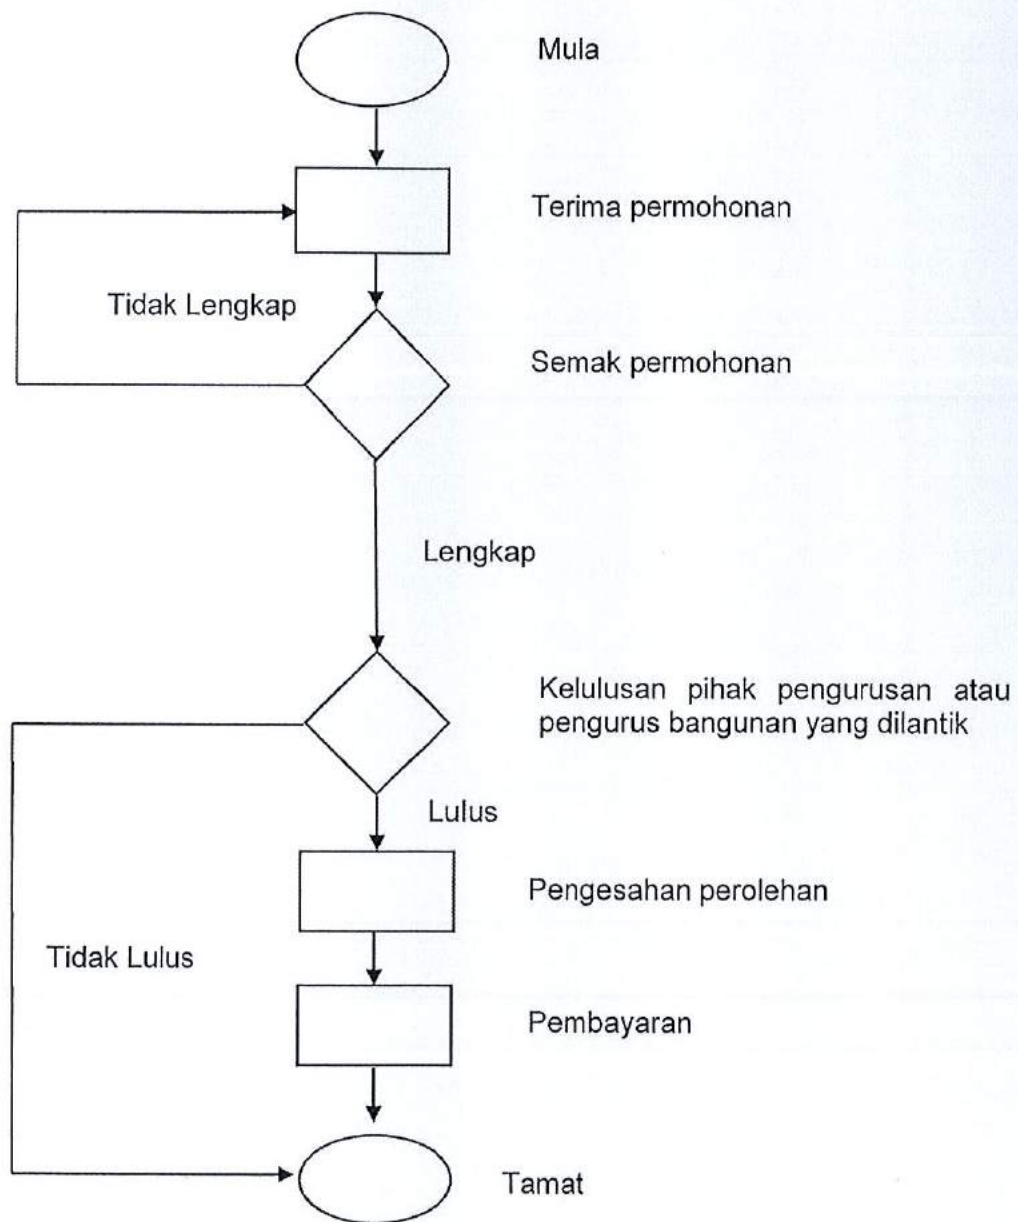 Mula
Terima permohonan
Tidak Lengkap
Semak permohonan
Lengkap
Kelulusan pihak pengurusan atau
pengurus bangunan yang dilantik
Lulus
Pengesahan perolehan
Tidak Lulus
Pembayaran
Tamat